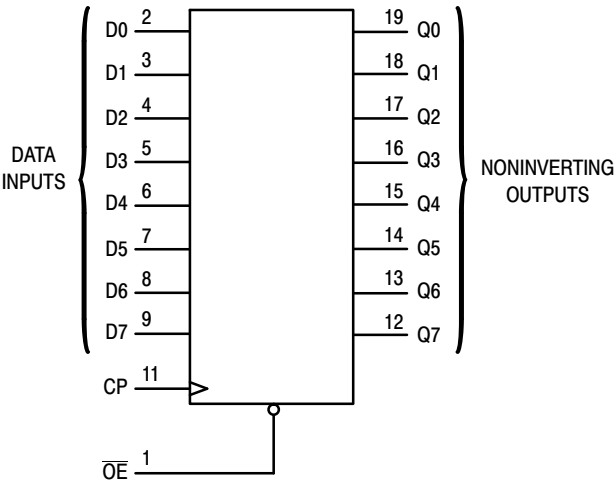 D0 2 19 Q0
D1 3 18 Q1
D2 4 17 Q2
D3 5 16 Q3
DATA
INPUTS
NONINVERTING
OUTPUTS
D4 6 15 Q4
D5 7 14 Q5
D6 8 13 Q6
D7 9 12 Q7
CP 11
O̅E̅ 1